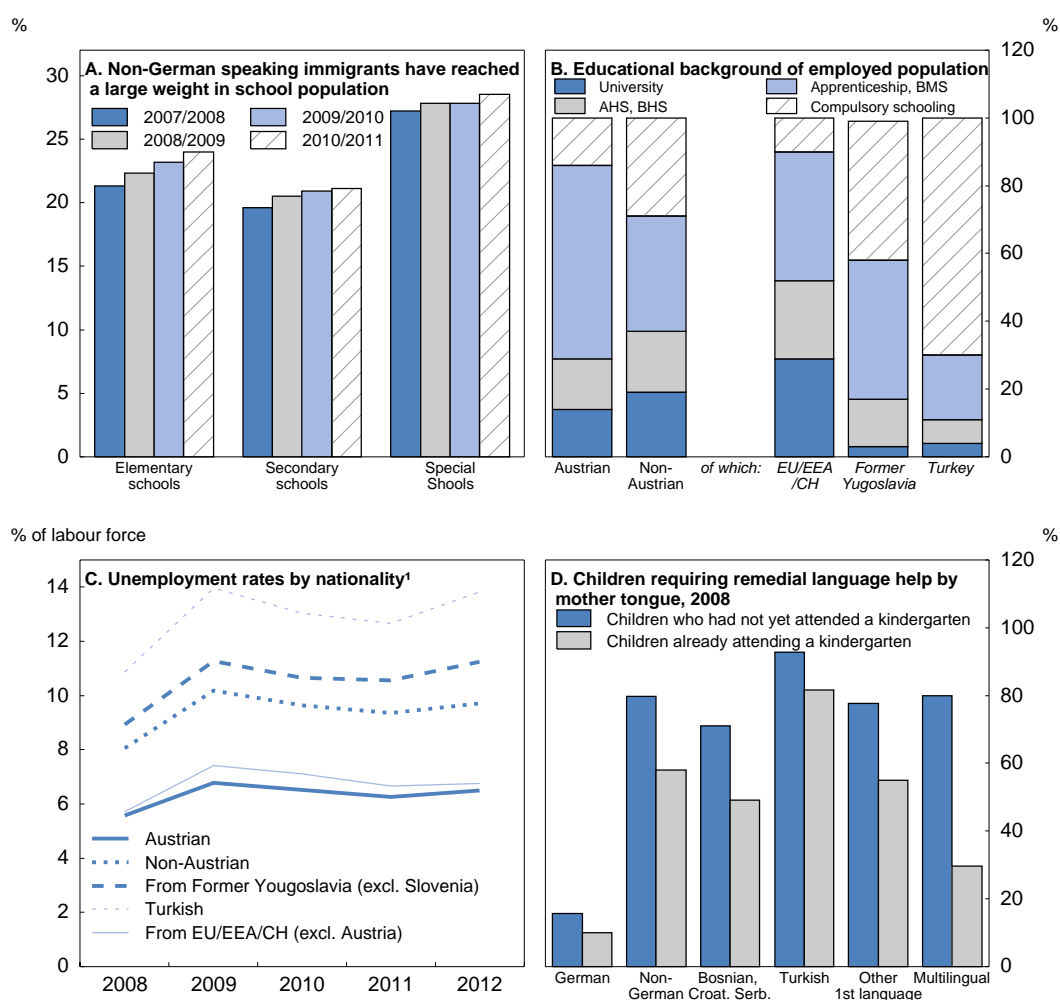 %
%
A. Non-German speaking immigrants have reached
a large weight in school population
2007/2008
2009/2010
2008/2009
2010/2011
30
25
20
15
10
5
0
Elementary
schools
Secondary
schools
Special
Shools
B. Educational background of employed population
University
Apprenticeship, BMS
AHS, BHS
Compulsory schooling
120
100
80
60
40
20
0
Austrian
Non-
Austrian
of which:
EU/EEA
/CH
Former
Yugoslavia
Turkey
% of labour force
%
C. Unemployment rates by nationality¹
14
12
10
8
6
4
2
0
Austrian
Non-Austrian
From Former Yougoslavia (excl. Slovenia)
Turkish
From EU/EEA/CH (excl. Austria)
2008
2009
2010
2011
2012
D. Children requiring remedial language help by
mother tongue, 2008
Children who had not yet attended a kindergarten
Children already attending a kindergarten
120
100
80
60
40
20
0
German
Non-
German
Bosnian,
Croat. Serb.
Turkish
Other
1st language
Multilingual